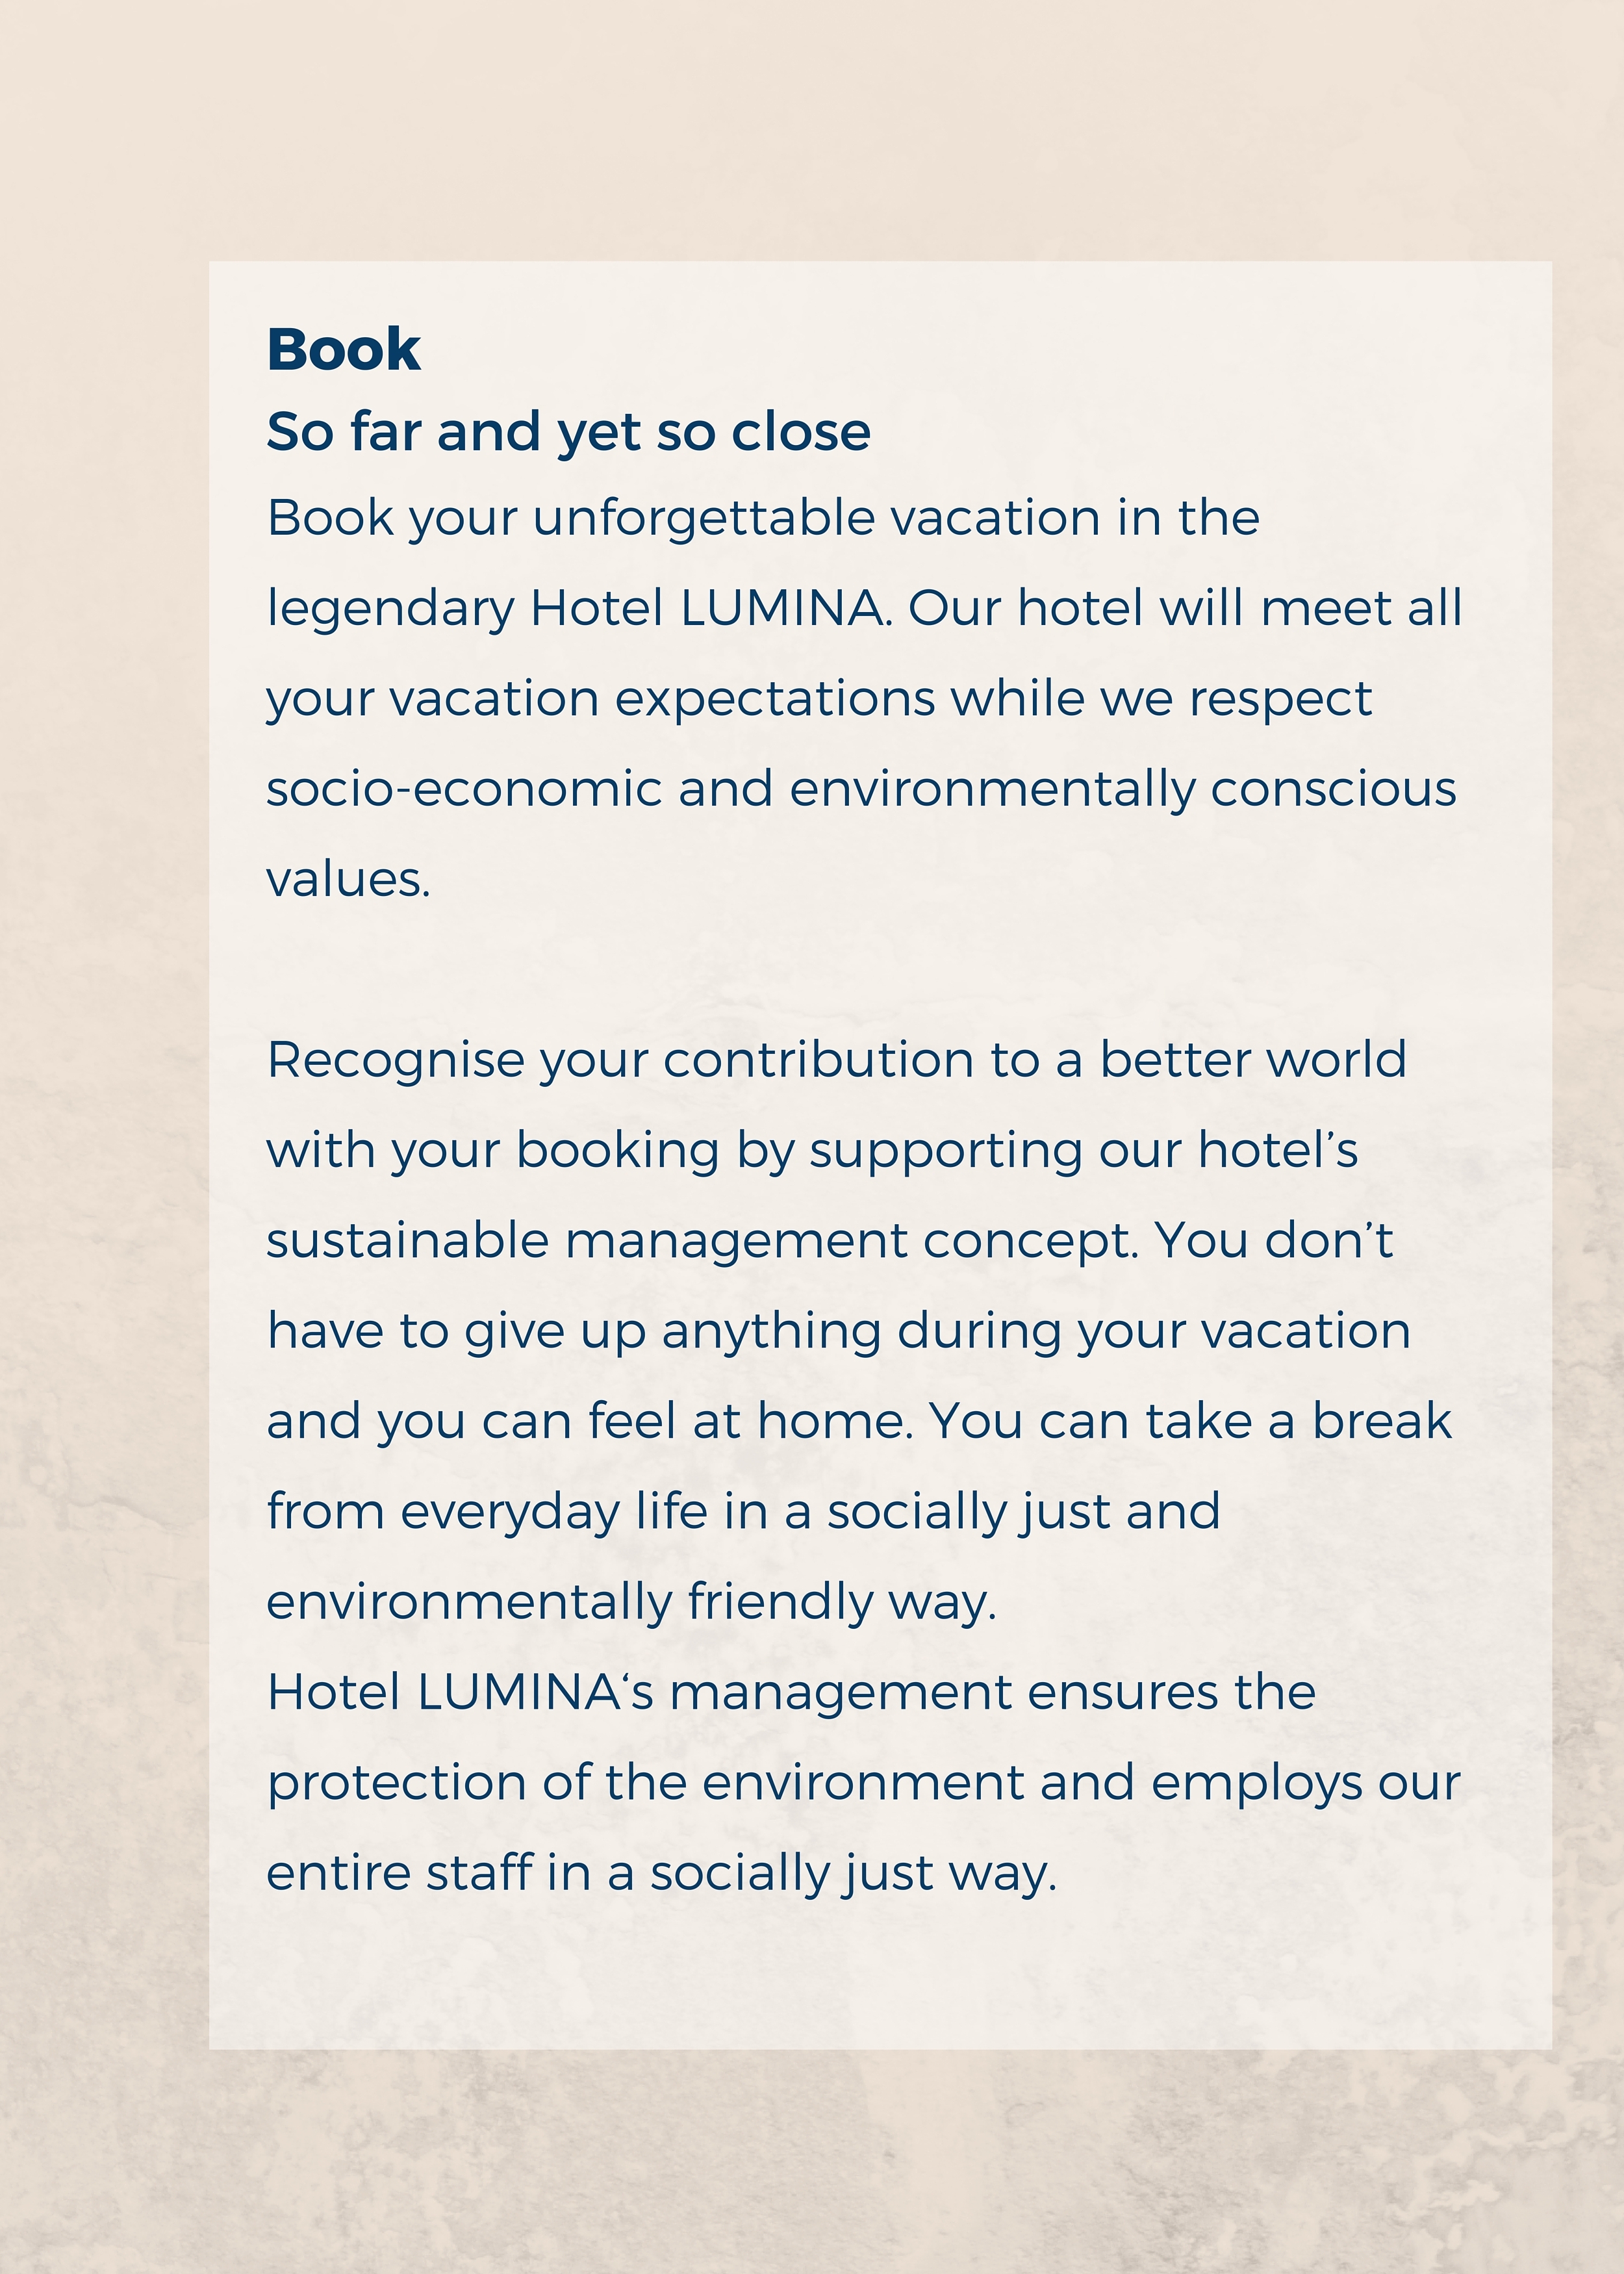 Book
So far and yet so close
Book your unforgettable vacation in the
legendary Hotel LUMINA. Our hotel will meet all
your vacation expectations while we respect
socio-economic and environmentally conscious
values.
Recognise your contribution to a better world
with your booking by supporting our hotel’s
sustainable management concept. You don’t
have to give up anything during your vacation
and you can feel at home. You can take a break
from everyday life in a socially just and
environmentally friendly way.
Hotel LUMINA‘s management ensures the
protection of the environment and employs our
entire staff in a socially just way.